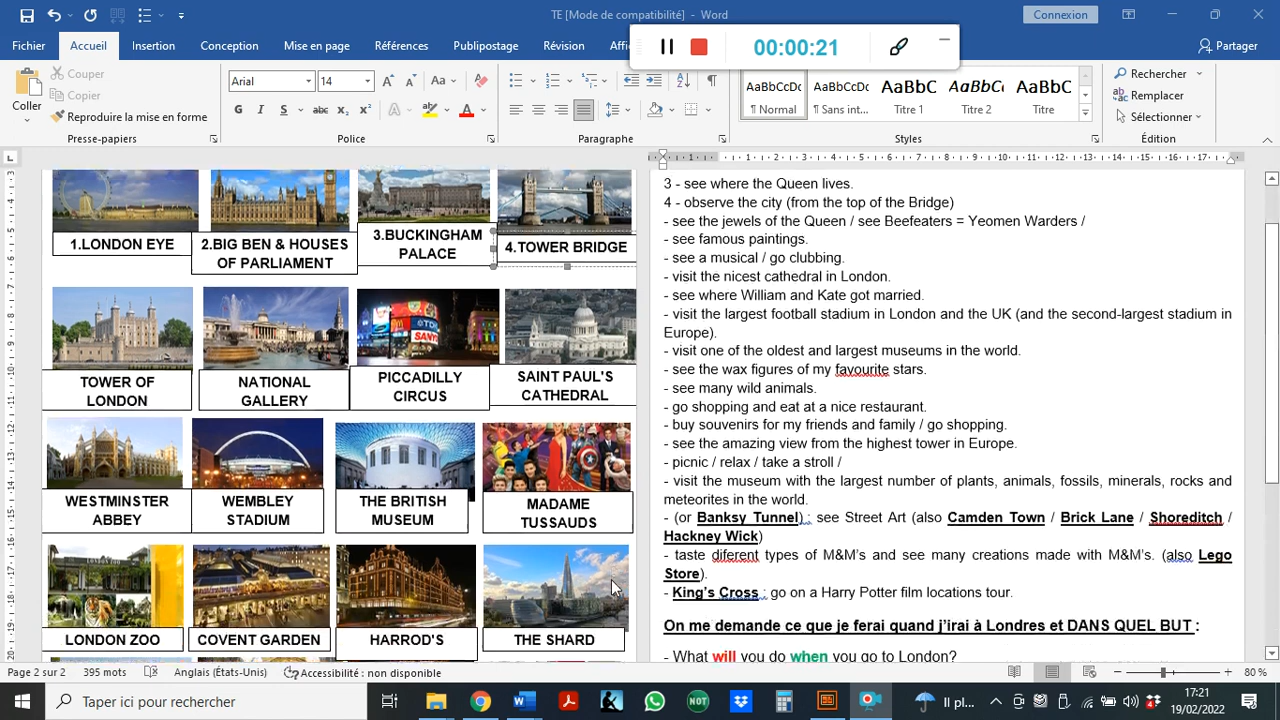 TE [Mode de compatibilité]
Connexion
Fichier Accueil Insertion Conception Mise en page Références Publipostage Révision
00:00:21
Partager
Coller
Couper
Copier
Reproduire la mise en forme
Presse-papiers
Arial 14
Police
Paragraphe
AaBbCcDc AaBbCcDc AaBbC AaBbCc AaBbC
¶ Normal ¶ Sans int... Titre 1 Titre 2 Titre
Styles
Rechercher
Remplacer
Sélectionner
Édition
1.LONDON EYE
2.BIG BEN & HOUSES
OF PARLIAMENT
3.BUCKINGHAM
PALACE
4.TOWER BRIDGE
TOWER OF
LONDON
NATIONAL
GALLERY
PICCADILLY
CIRCUS
SAINT PAUL'S
CATHEDRAL
WESTMINSTER
ABBEY
WEMBLEY
STADIUM
THE BRITISH
MUSEUM
MADAME
TUSSAUDS
LONDON ZOO
COVENT GARDEN
HARROD'S
THE SHARD
3 - see where the Queen lives.
4 - observe the city (from the top of the Bridge)
- see the jewels of the Queen / see Beefeaters = Yeomen Warders /
- see famous paintings.
- see a musical / go clubbing.
- visit the nicest cathedral in London.
- see where William and Kate got married.
- visit the largest football stadium in London and the UK (and the second-largest stadium in
Europe).
- visit one of the oldest and largest museums in the world.
- see the wax figures of my favourite stars.
- see many wild animals.
- go shopping and eat at a nice restaurant.
- buy souvenirs for my friends and family / go shopping.
- see the amazing view from the highest tower in Europe.
- picnic / relax / take a stroll /
- visit the museum with the largest number of plants, animals, fossils, minerals, rocks and
meteorites in the world.
- (or Banksy Tunnel) : see Street Art (also Camden Town / Brick Lane / Shoreditch /
Hackney Wick)
- taste diferent types of M&M's and see many creations made with M&M's. (also Lego
Store).
- King's Cross : go on a Harry Potter film locations tour.
On me demande ce que je ferai quand j'irai à Londres et DANS QUEL BUT :
- What will you do when you go to London?
Page 2 sur 2 395 mots Anglais (États-Unis) Accessibilité : non disponible 80 %
Taper ici pour rechercher
Il pl...
17:21
19/02/2022